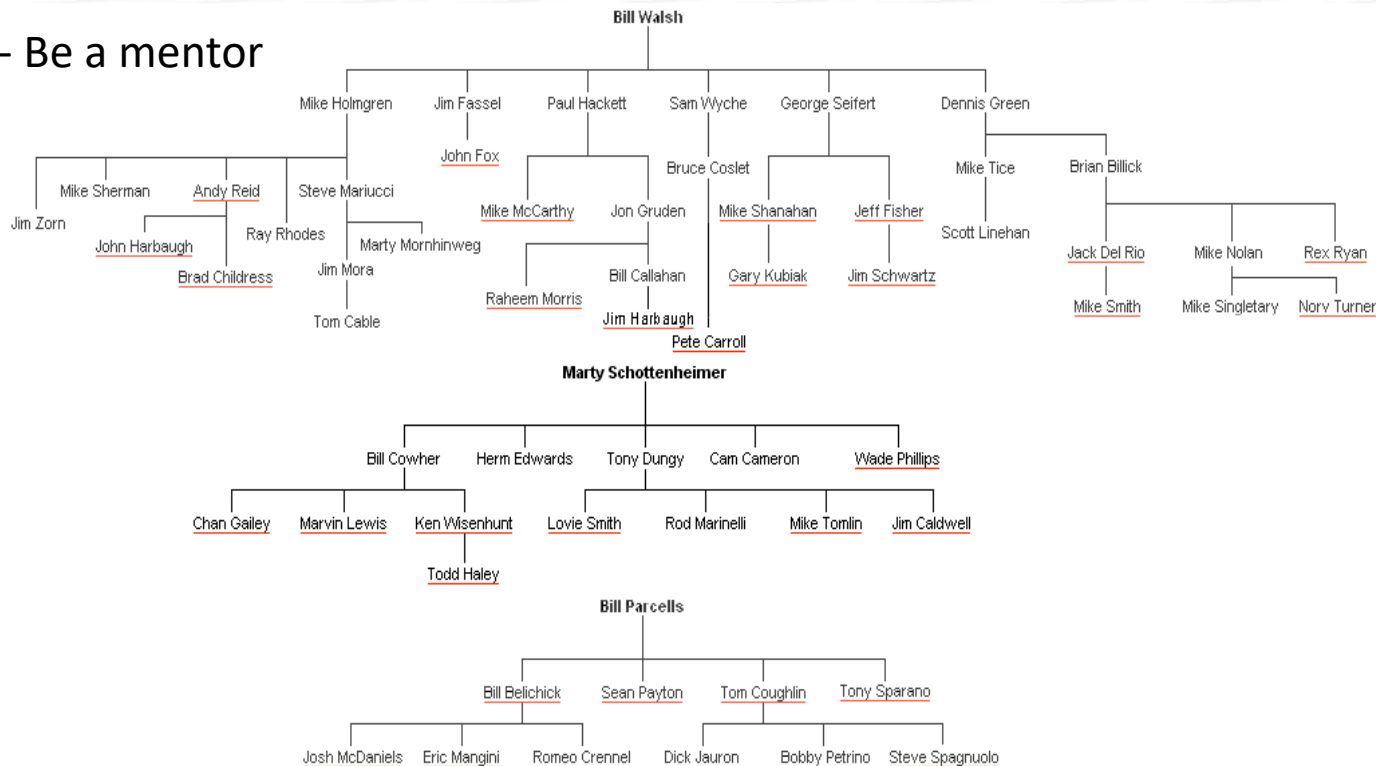 Bill Walsh
- Be a mentor
Mike Holmgren Jim Fassel Paul Hackett Sam Wyche George Seifert Dennis Green
John Fox
Bruce Coslet Mike Tice Brian Billick
Mike Sherman Andy Reid Steve Mariucci
Mike McCarthy Jon Gruden Mike Shanahan Jeff Fisher
Jim Zorn
Ray Rhodes Scott Linehan
John Harbaugh Marty Mornhinweg
Jack Del Rio Mike Nolan Rex Ryan
Jim Mora
Brad Childress Bill Callahan Gary Kubiak Jim Schwartz
Raheem Morris
Mike Smith Mike Singletary Norv Turner
Tom Cable Jim Harbaugh
Pete Carroll
Marty Schottenheimer
Bill Cowher Herm Edwards Tony Dungy Cam Cameron Wade Phillips
Chan Gailey Marvin Lewis Ken Wisenhunt Lovie Smith Rod Marinelli Mike Tomlin Jim Caldwell
Todd Haley
Bill Parcells
Bill Belichick Sean Payton Tom Coughlin Tony Sparano
Josh McDaniels Eric Mangini Romeo Crennel Dick Jauron Bobby Petrino Steve Spagnuolo